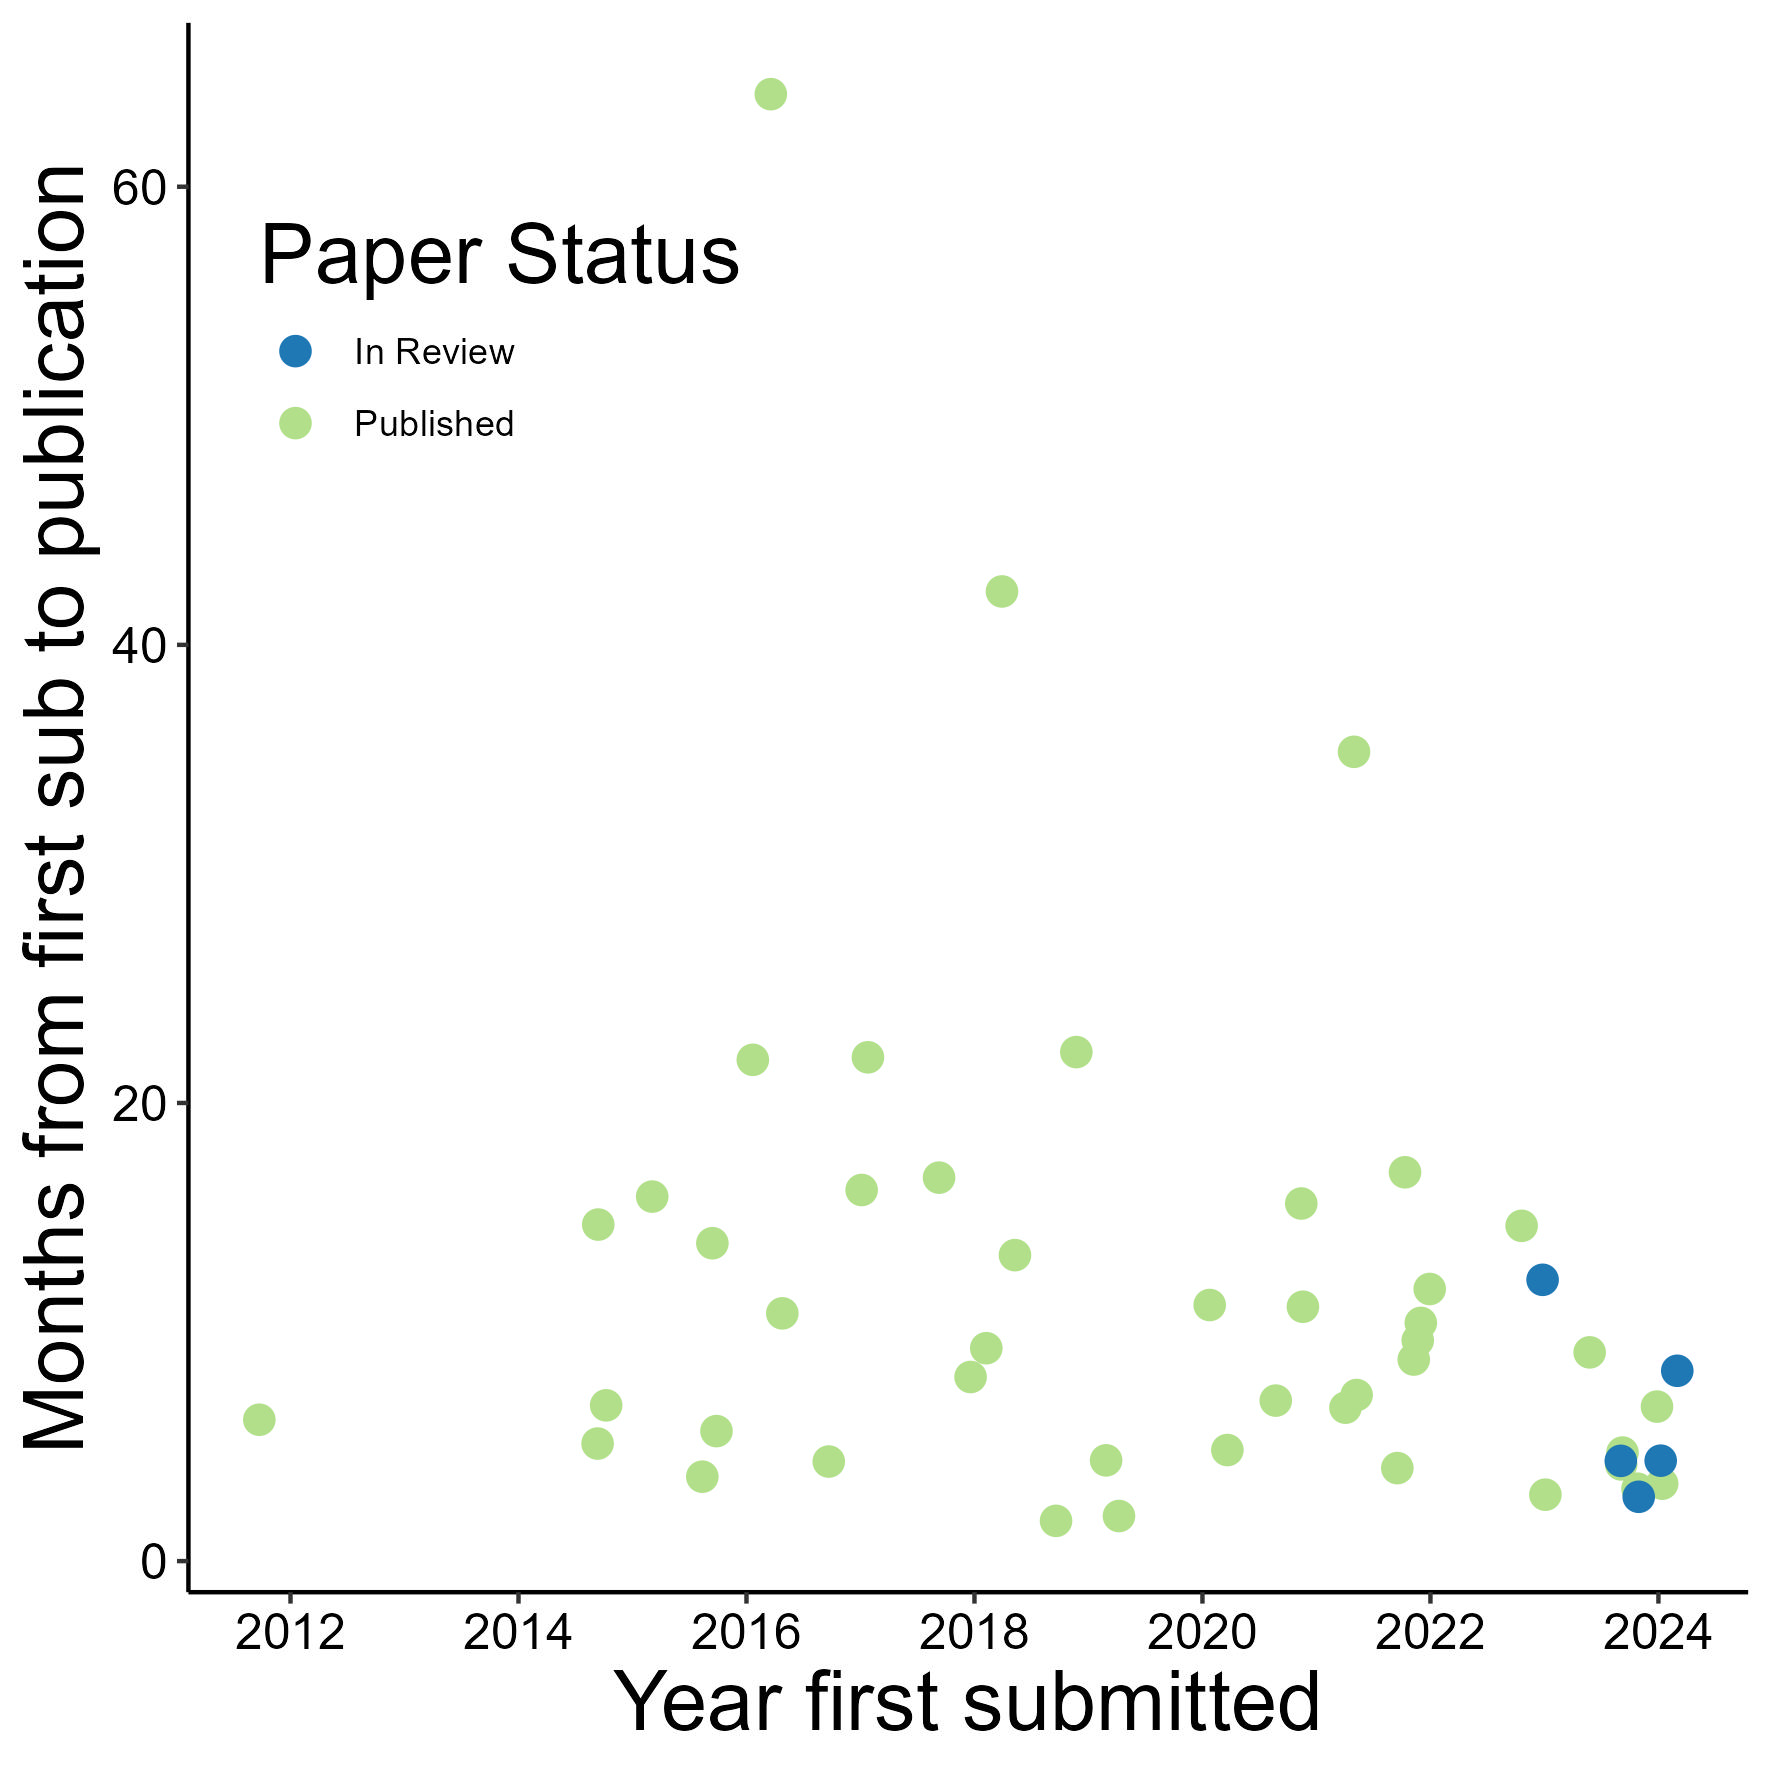 Months from first sub to publication
60
40
20
0
Paper Status
In Review
Published
2012 2014 2016 2018 2020 2022 2024
Year first submitted